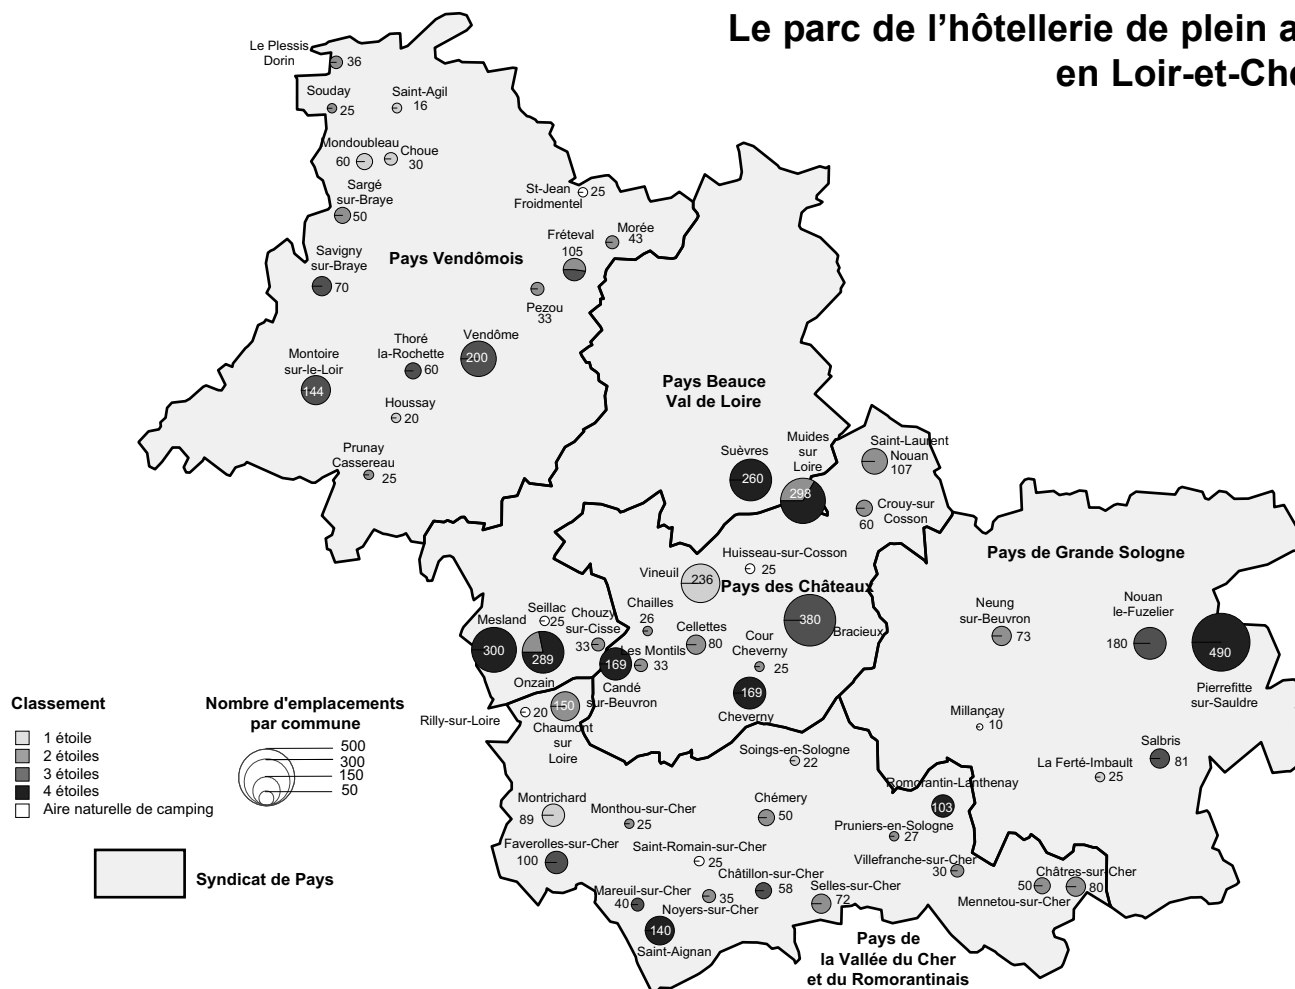 Le parc de l'hôtellerie de plein a
en Loir-et-Che
Le Plessis
Dorin
36
Souday
25
Saint-Agil
16
Mondoubleau
60
Choue
30
Sargé
sur-Braye
50
St-Jean
Froidmentel
25
Morée
43
Fréteval
105
Savigny
sur-Braye
70
Pays Vendômois
Pezou
33
Vendôme
200
Thoré
la-Rochette
60
Montoire
sur-le-Loir
144
Houssay
20
Prunay
Cassereau
25
Pays Beauce
Val de Loire
Suèvres
260
Muides
sur
Loire
298
Saint-Laurent
Nouan
107
Crouy-sur
Cosson
60
Huisseau-sur-Cosson
25
Vineuil
236
Pays des Châteaux
Bracieux
380
Chailles
26
Cellettes
80
Cour
Cheverny
25
Cheverny
169
Les Montils
33
Candé
sur-Beuvron
169
Chouzy
sur-Cisse
33
Seillac
25
Mesland
300
Onzain
289
Rilly-sur-Loire
20
Chaumont
sur
Loire
150
Pays de Grande Sologne
Neung
sur-Beuvron
73
Nouan
le-Fuzelier
180
Pierrefitte
sur-Sauldre
490
Millançay
10
Salbris
81
La Ferté-Imbault
25
Soings-en-Sologne
22
Romorantin-Lanthenay
103
Montrichard
89
Monthou-sur-Cher
25
Chémery
50
Pruniers-en-Sologne
27
Faverolles-sur-Cher
100
Saint-Romain-sur-Cher
25
Villefranche-sur-Cher
30
Châtres-sur-Cher
80
Mennetou-sur-Cher
50
Châtillon-sur-Cher
58
Selles-sur-Cher
72
Mareuil-sur-Cher
40
Noyers-sur-Cher
35
Saint-Aignan
140
Pays de
la Vallée du Cher
et du Romorantinais
Classement
1 étoile
2 étoiles
3 étoiles
4 étoiles
Aire naturelle de camping
Nombre d'emplacements
par commune
500
300
150
50
Syndicat de Pays